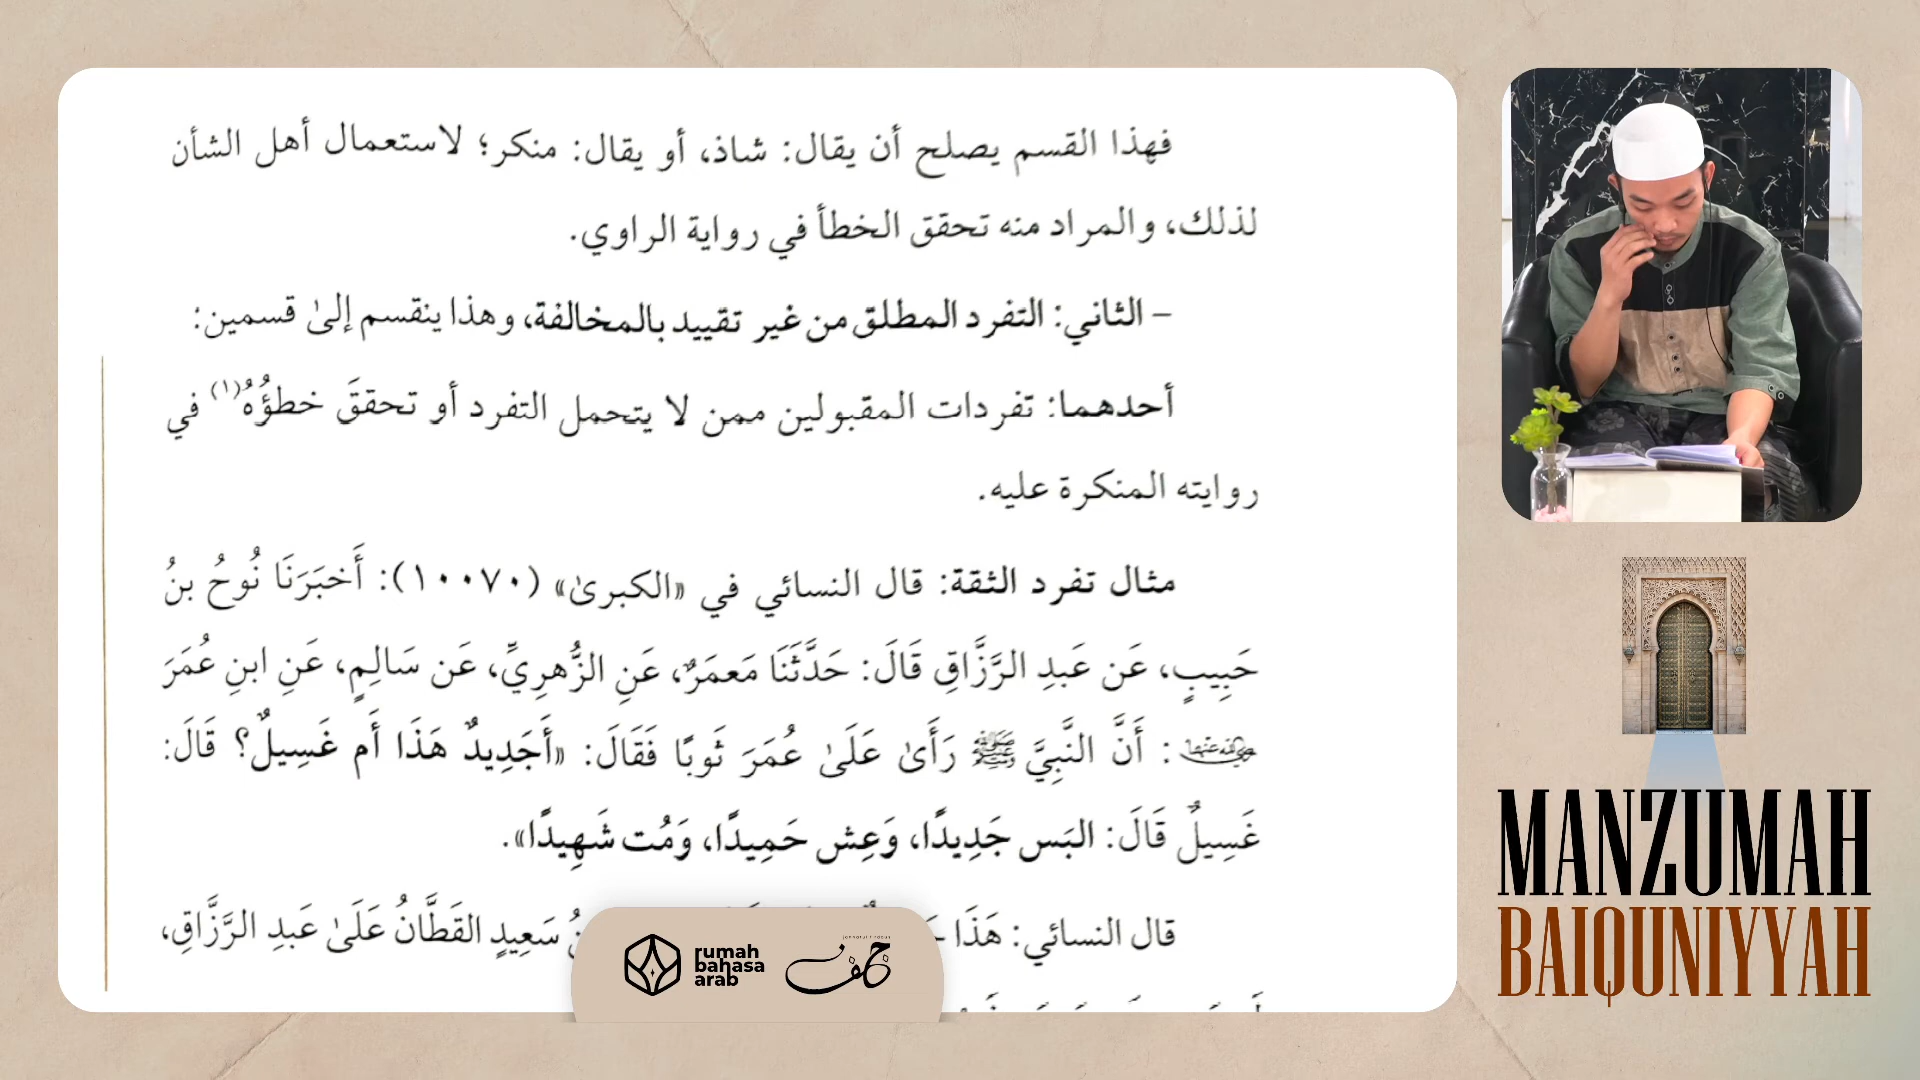 فهذا القسم يصلح أن يقال: شاذ، أو يقال: منكر؛ لاستعمال أهل الشأن
لذلك، والمراد منه تحقق الخطأ في رواية الراوي.
– الثاني: التفرد المطلق من غير تقييد بالمخالفة، وهذا ينقسم إلىٰ قسمين:
أحدهما: تفردات المقبولين ممن لا يتحمل التفرد أو تحققَ خطؤُهُ(١) في
روايته المنكرة عليه.
مثال تفرد الثقة: قال النسائي في «الكبرىٰ» (١٠٠٧٠): أَخبَرَنَا نُوحُ بنُ
حَبِيبٍ، عَن عَبدِ الرَّزَّاقِ قَالَ: حَدَّثَنَا مَعمَرٌ، عَنِ الزُّهرِيِّ، عَن سَالِمٍ، عَنِ ابنِ عُمَرَ
رضي الله عنهما: أَنَّ النَّبِيَّ ﷺ رَأَىٰ عَلَىٰ عُمَرَ ثَوبًا فَقَالَ: «أَجَدِيدٌ هَذَا أَم غَسِيلٌ؟ قَالَ:
غَسِيلٌ قَالَ: البَس جَدِيدًا، وَعِش حَمِيدًا، وَمُت شَهِيدًا».
قال النسائي: هَذَا سَعِيدٍ القَطَّانُ عَلَىٰ عَبدِ الرَّزَّاقِ،
rumah
bahasa
arab
MANZUMAH
BAIQUNIYYAH